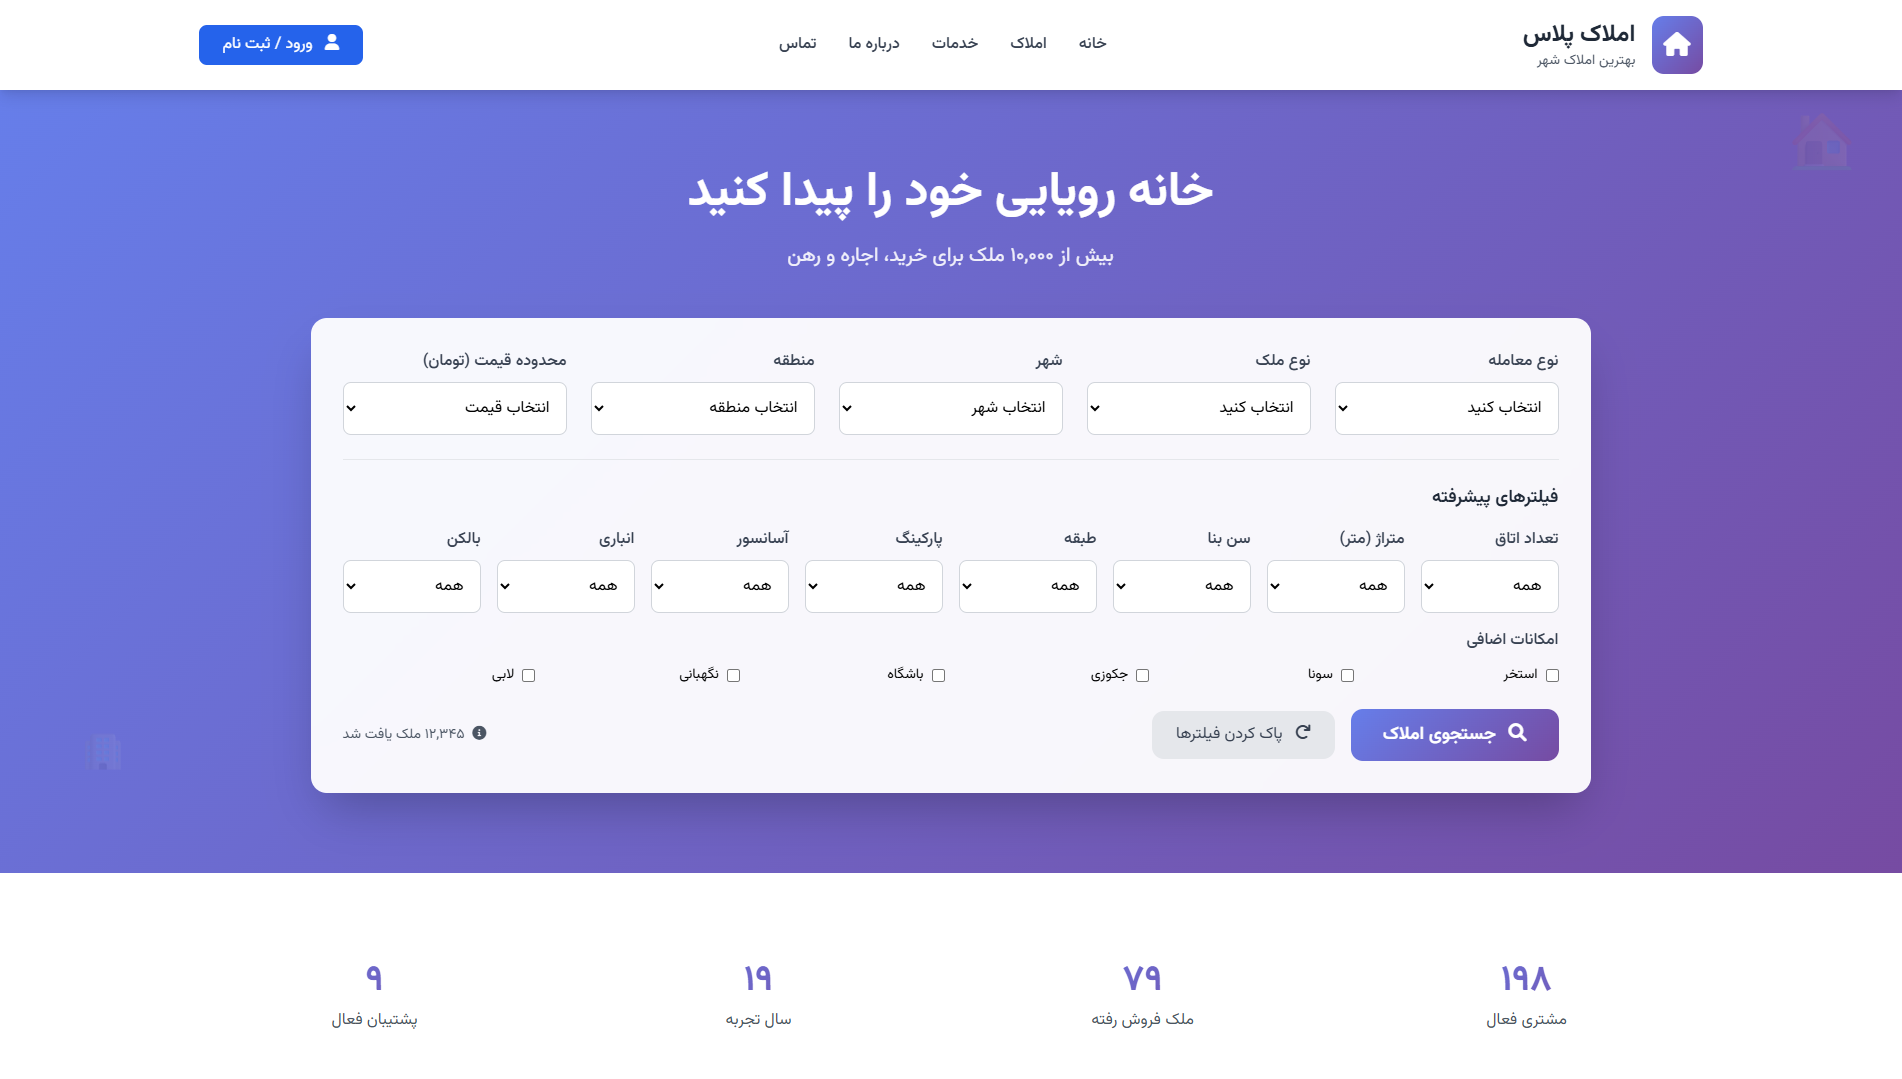 املاک پلاس
بهترین املاک شهر
خانه
املاک
خدمات
درباره ما
تماس
ورود / ثبت نام
خانه رویایی خود را پیدا کنید
بیش از ۱۰,۰۰۰ ملک برای خرید، اجاره و رهن
نوع معامله
نوع ملک
شهر
منطقه
محدوده قیمت (تومان)
انتخاب کنید
انتخاب کنید
انتخاب شهر
انتخاب منطقه
انتخاب قیمت
فیلترهای پیشرفته
تعداد اتاق
متراژ (متر)
سن بنا
طبقه
پارکینگ
آسانسور
انباری
بالکن
همه
همه
همه
همه
همه
همه
همه
همه
امکانات اضافی
استخر
سونا
جکوزی
باشگاه
نگهبانی
لابی
جستجوی املاک
پاک کردن فیلترها
۱۲,۳۴۵ ملک یافت شد
۱۹۸
مشتری فعال
۷۹
ملک فروش رفته
۱۹
سال تجربه
۹
پشتیبان فعال